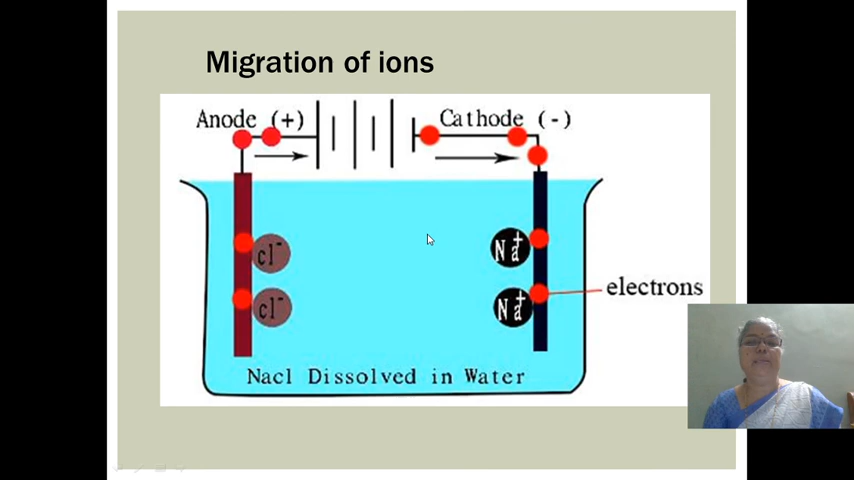 Migration of ions
Anode (+)
Cathode (-)
cl⁻
Na⁺
cl⁻
Na⁺
electrons
Nacl Dissolved in Water